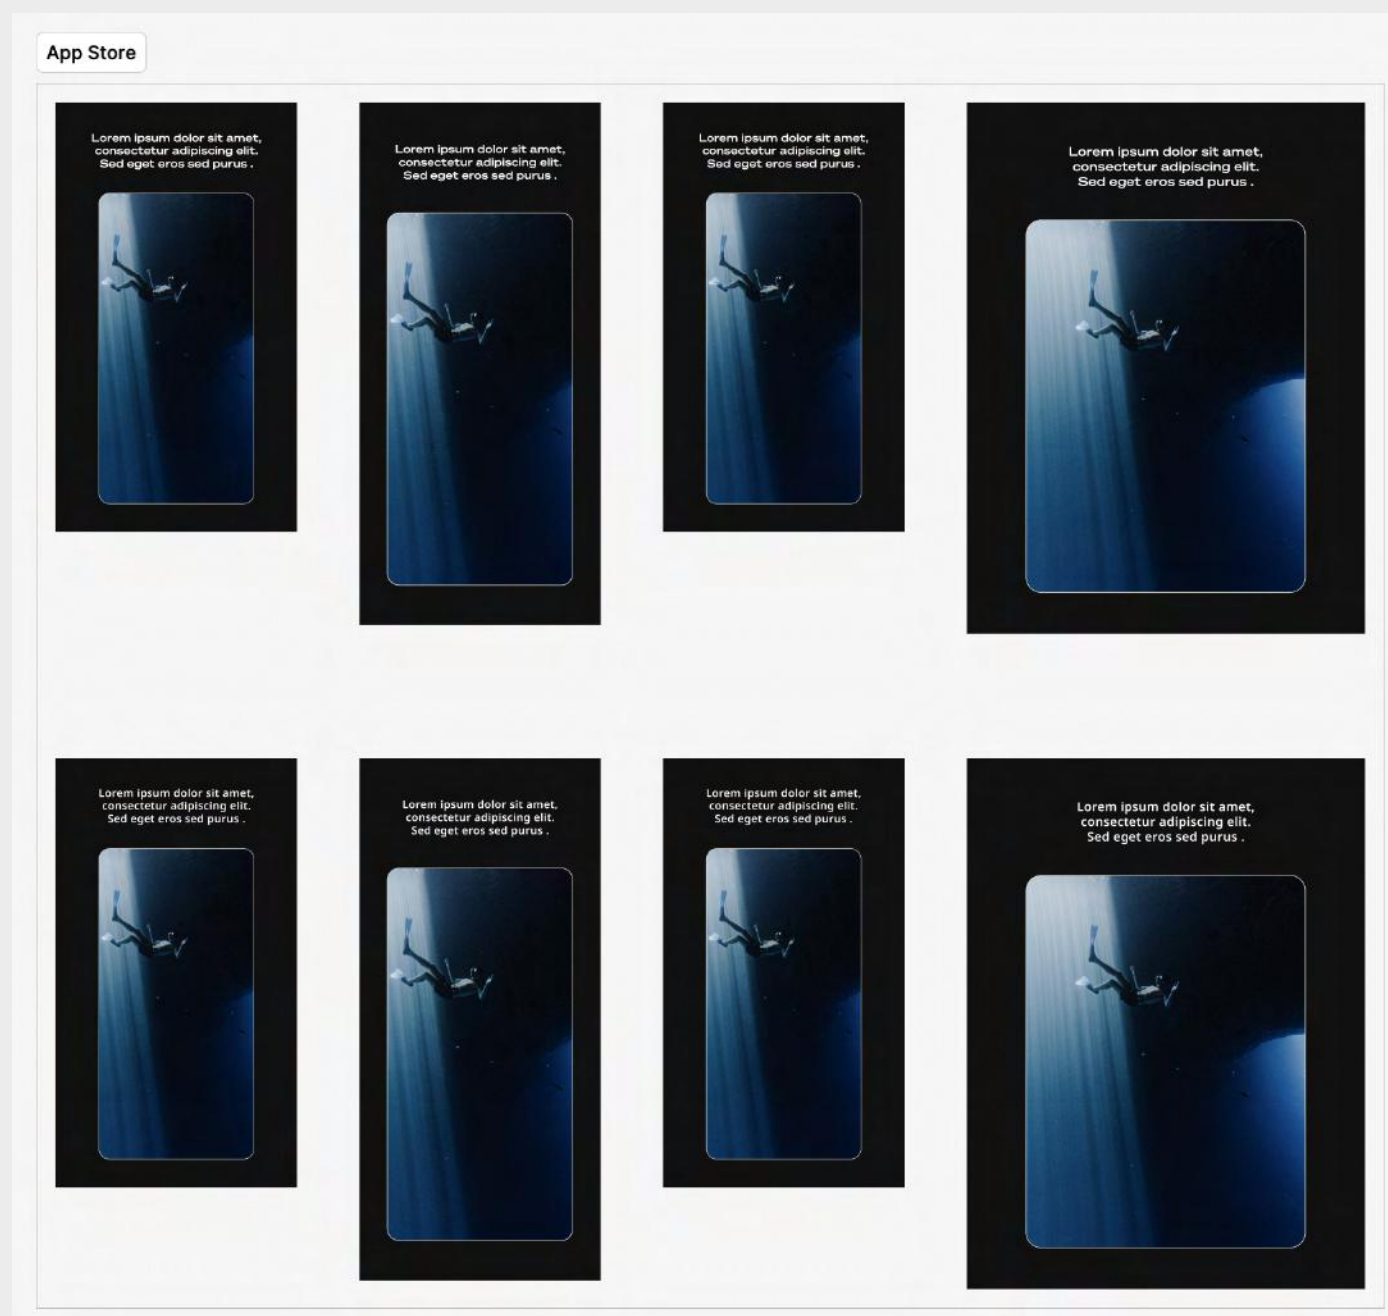 App Store
Lorem ipsum dolor sit amet,
consectetur adipiscing elit.
Sed eget eros sed purus .
Lorem ipsum dolor sit amet,
consectetur adipiscing elit.
Sed eget eros sed purus .
Lorem ipsum dolor sit amet,
consectetur adipiscing elit.
Sed eget eros sed purus .
Lorem ipsum dolor sit amet,
consectetur adipiscing elit.
Sed eget eros sed purus .
Lorem ipsum dolor sit amet,
consectetur adipiscing elit.
Sed eget eros sed purus .
Lorem ipsum dolor sit amet,
consectetur adipiscing elit.
Sed eget eros sed purus .
Lorem ipsum dolor sit amet,
consectetur adipiscing elit.
Sed eget eros sed purus .
Lorem ipsum dolor sit amet,
consectetur adipiscing elit.
Sed eget eros sed purus .